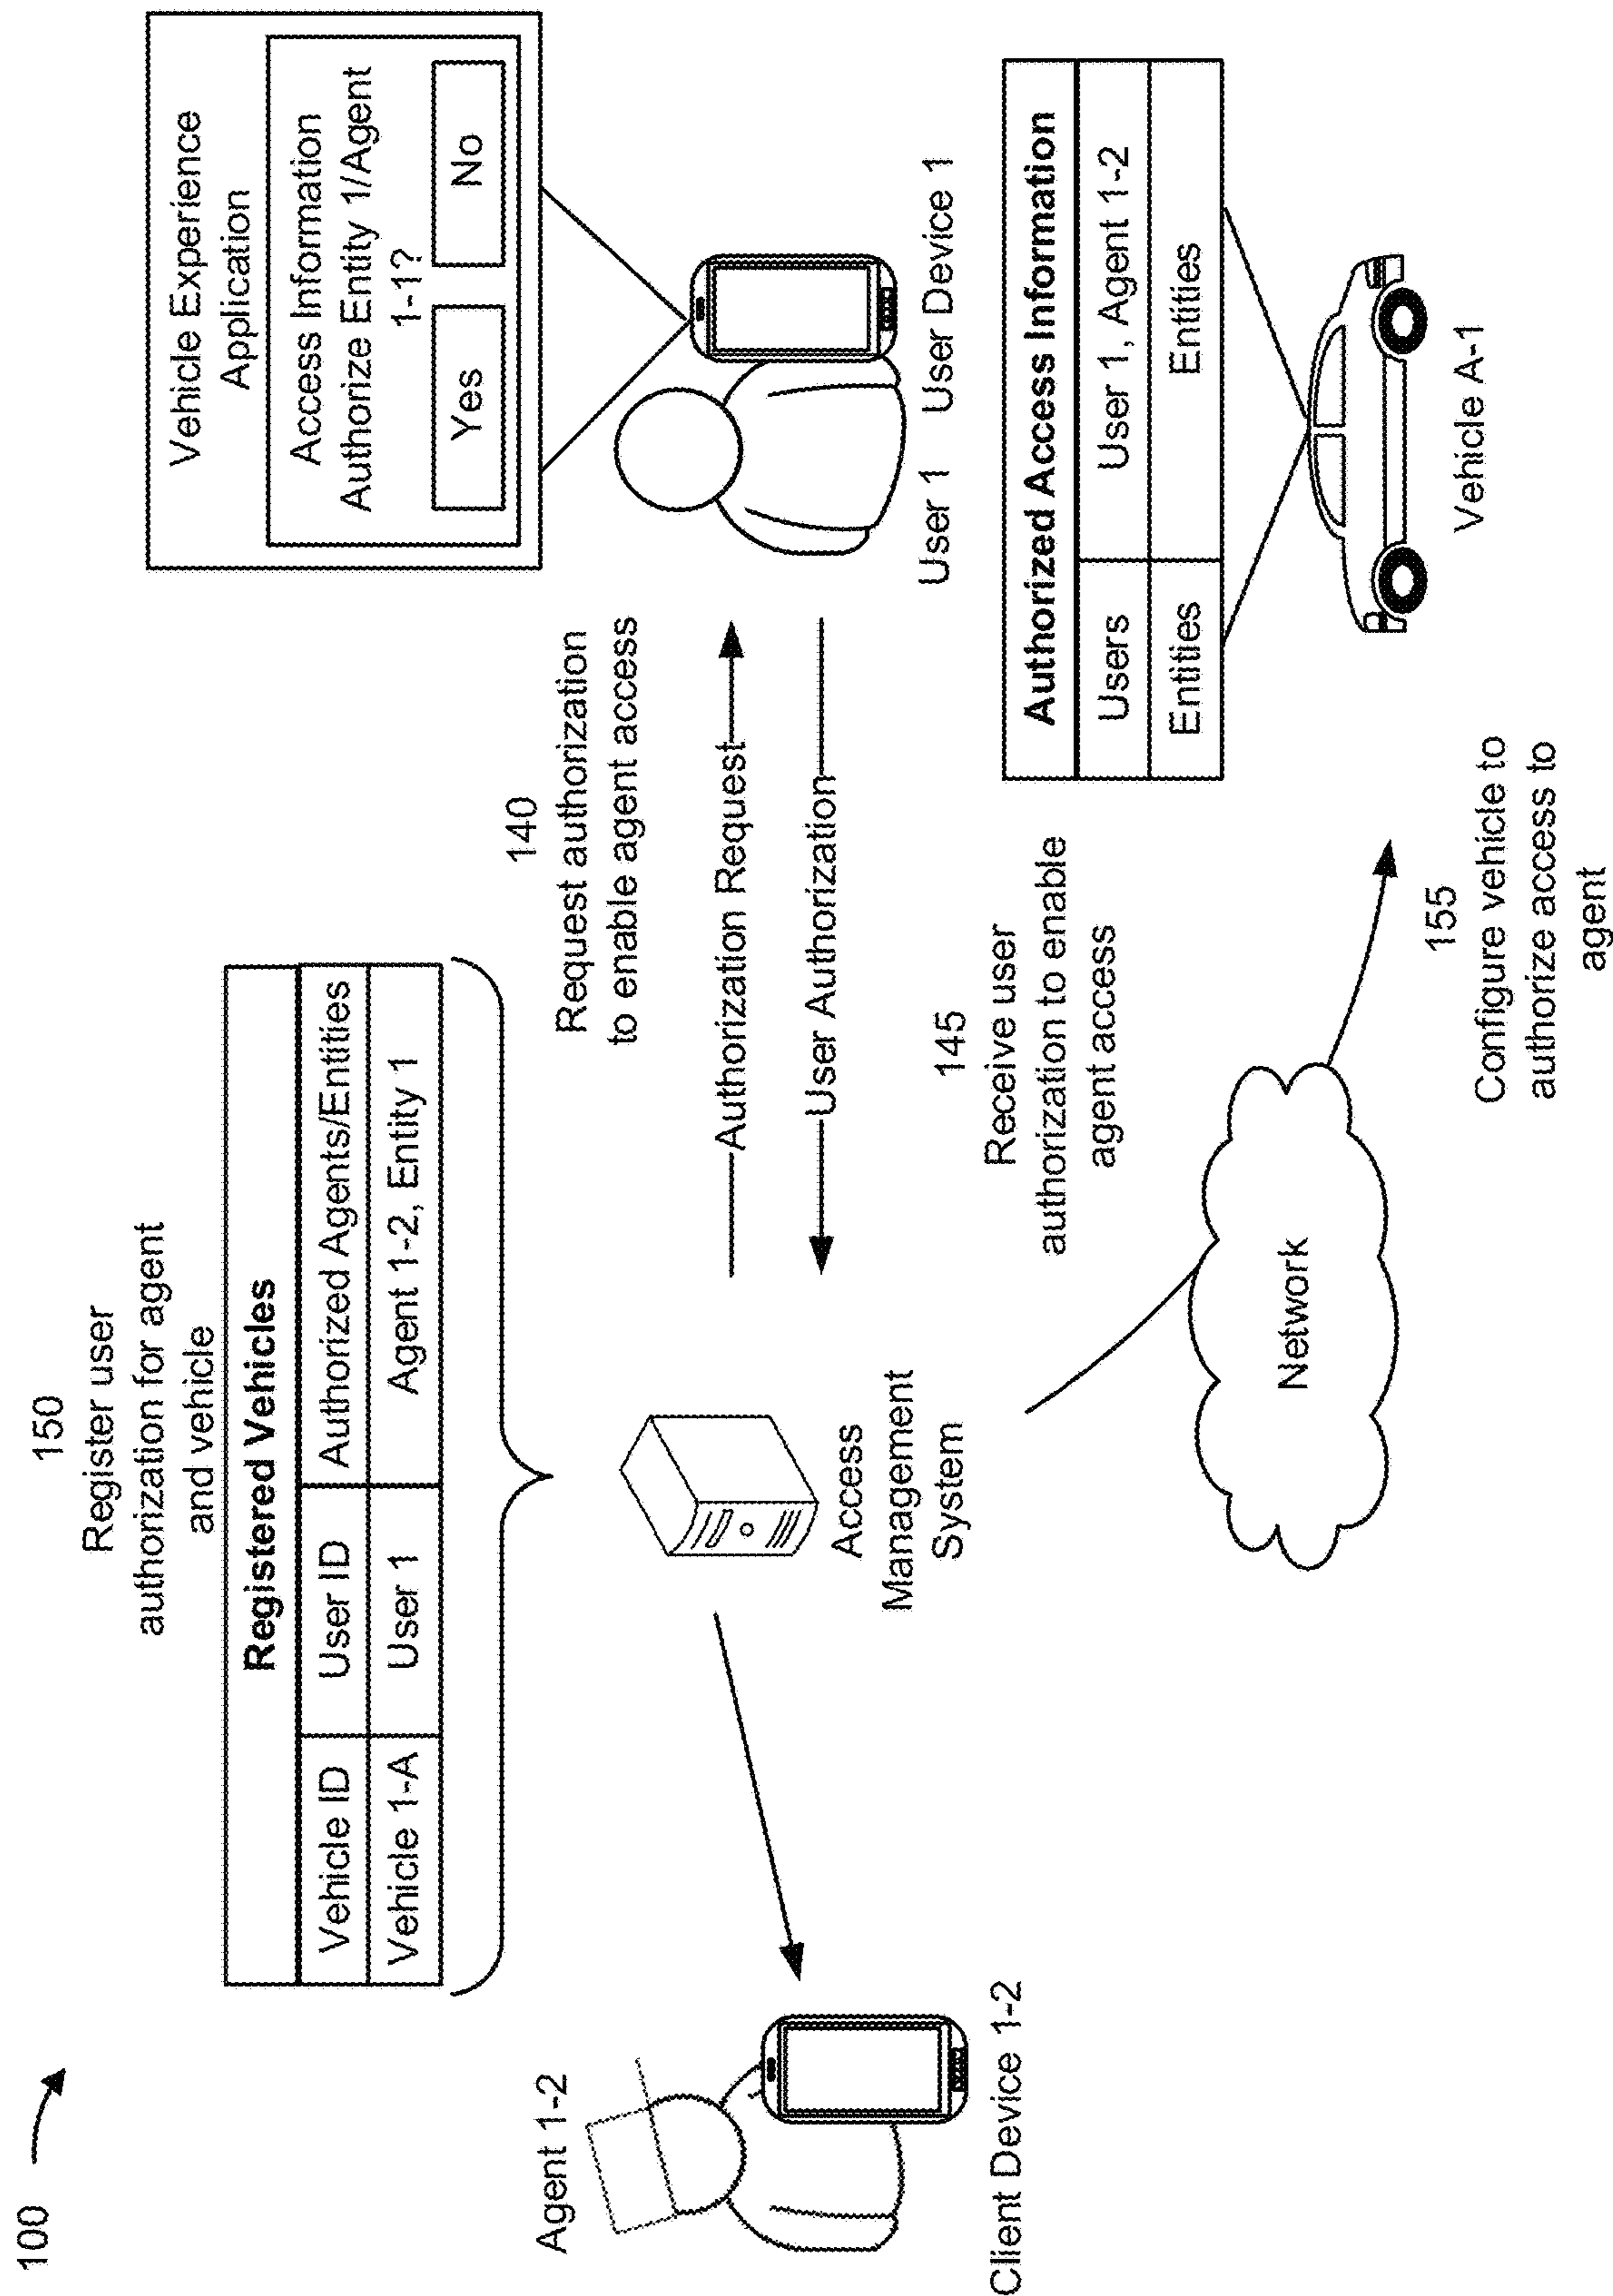 100
150
Register user
authorization for agent
and vehicle
Registered Vehicles
Vehicle ID User ID Authorized Agents/Entities
Vehicle 1-A User 1 Agent 1-2, Entity 1
Vehicle Experience
Application
Access Information
Authorize Entity 1/Agent
1-1?
Yes No
140
Request authorization
to enable agent access
Authorization Request
User Authorization
User 1 User Device 1
Agent 1-2
Client Device 1-2
Access
Management
System
145
Receive user
authorization to enable
agent access
Authorized Access Information
Users User 1, Agent 1-2
Entities Entities
Network
Vehicle A-1
155
Configure vehicle to
authorize access to
agent